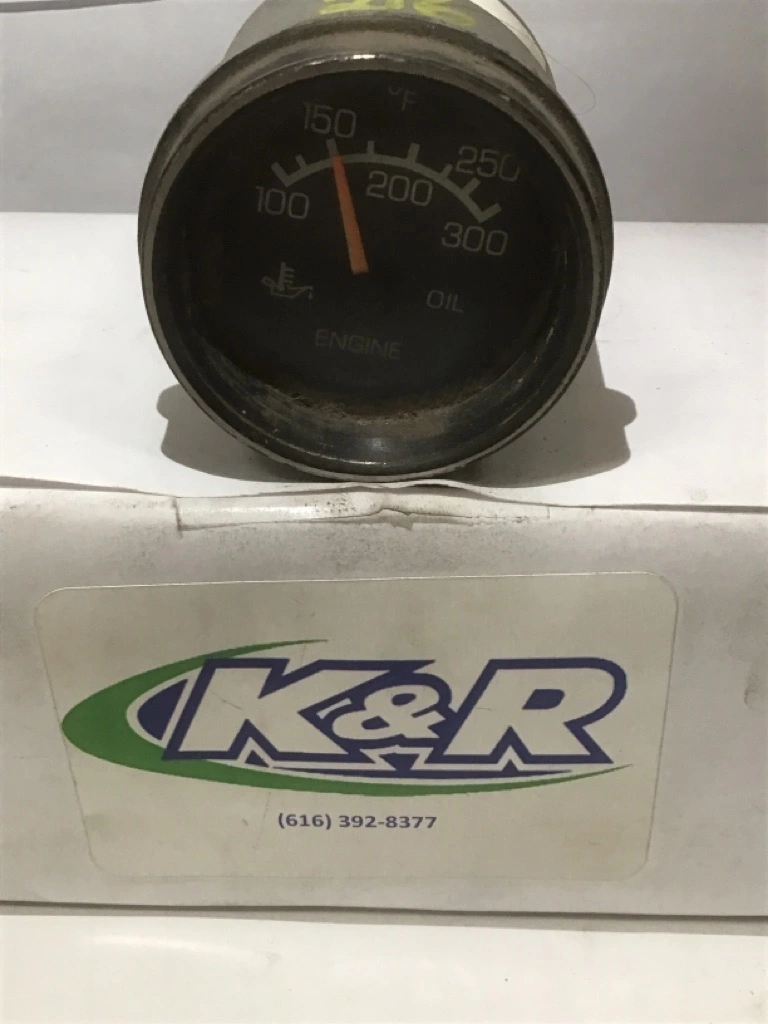 °F
150
250
100
200
300
OIL
ENGINE
K&R
(616) 392-8377